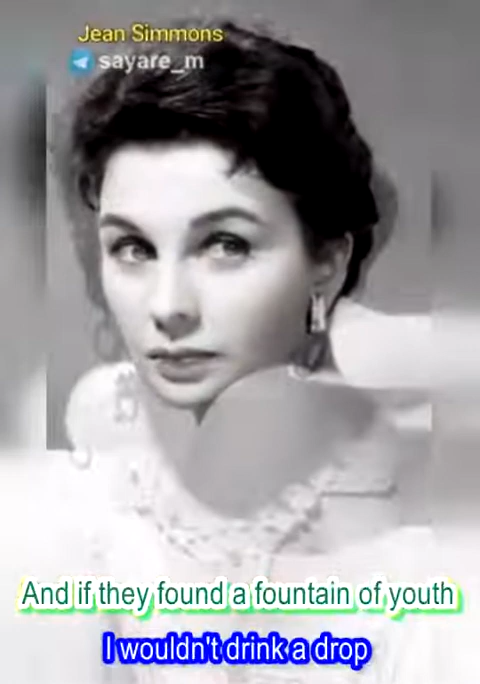 Jean Simmons
sayare_m
And if they found a fountain of youth
I wouldn't drink a drop